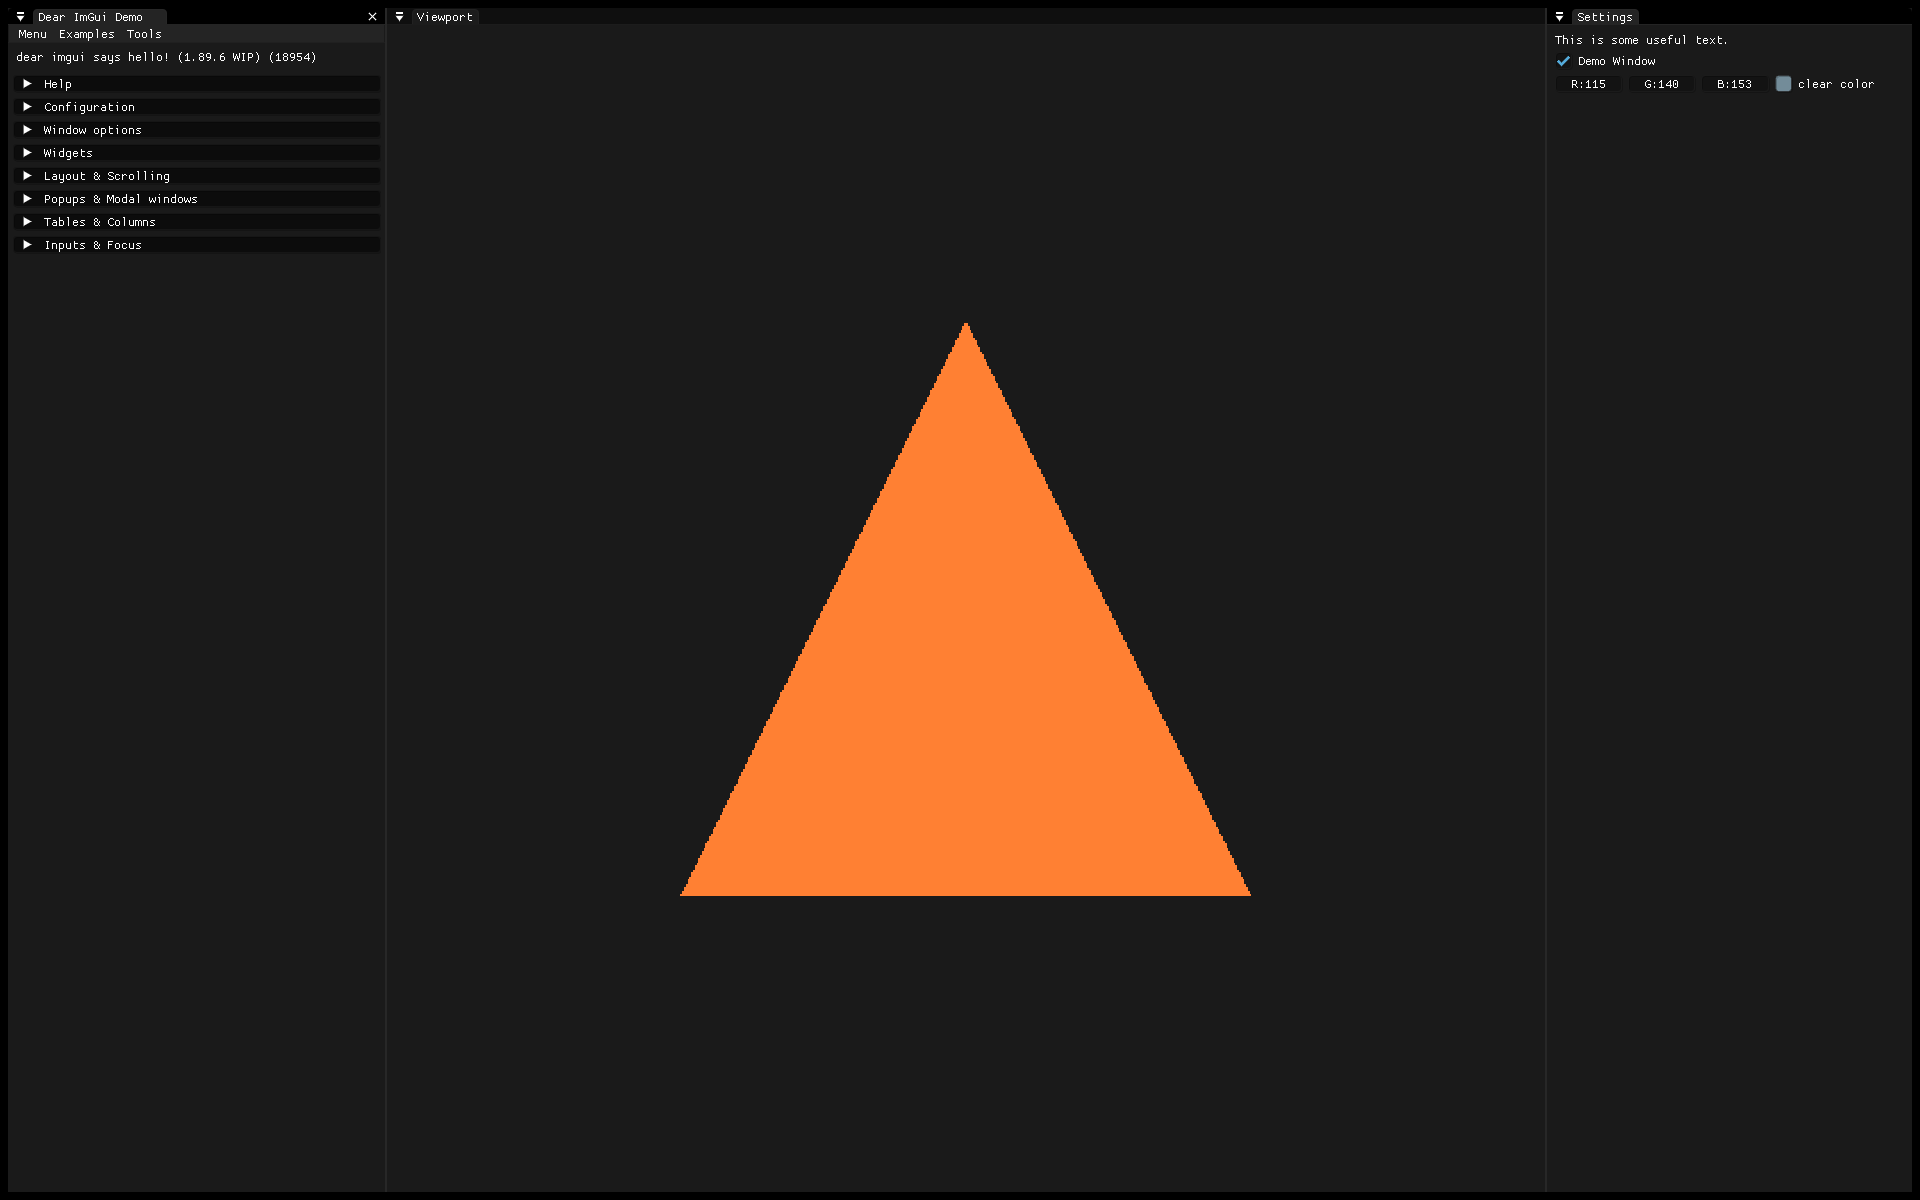 Dear ImGui Demo
Menu Examples Tools
dear imgui says hello! (1.89.6 WIP) (18954)
Help
Configuration
Window options
Widgets
Layout & Scrolling
Popups & Modal windows
Tables & Columns
Inputs & Focus
Viewport
Settings
This is some useful text.
Demo Window
R:115 G:140 B:153 clear color